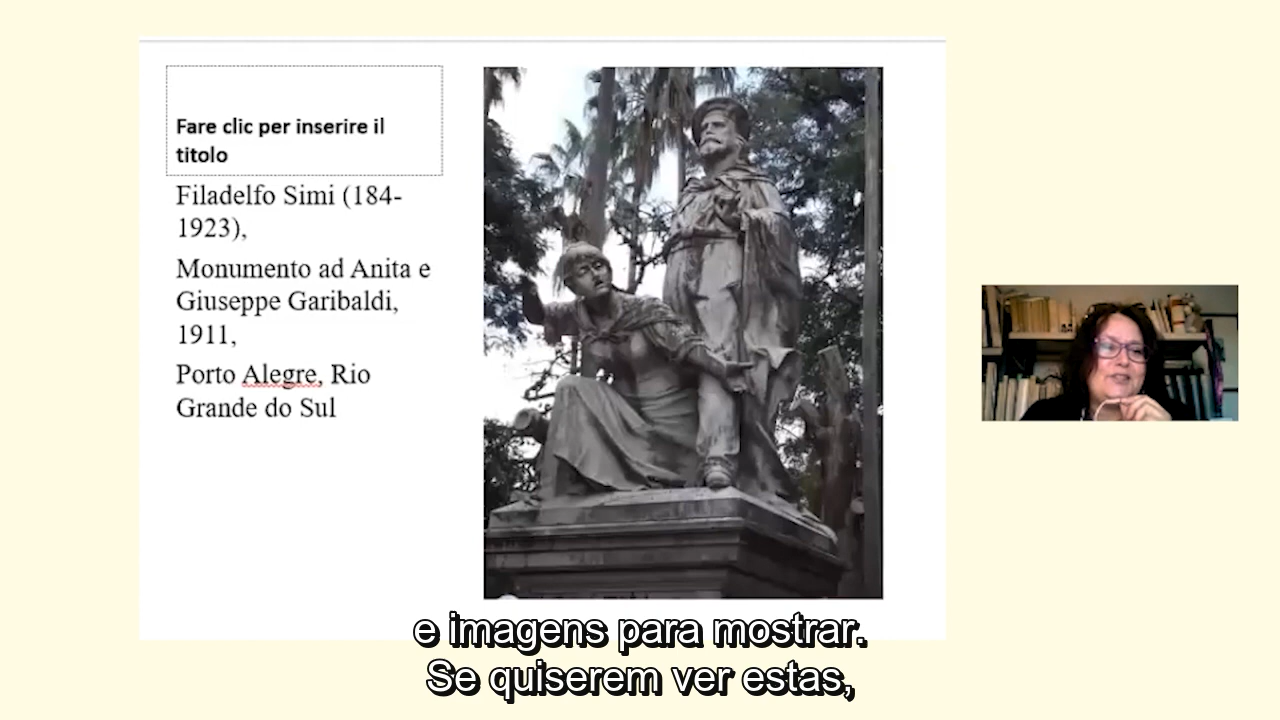 Fare clic per inserire il
titolo
Filadelfo Simi (184-
1923),
Monumento ad Anita e
Giuseppe Garibaldi,
1911,
Porto Alegre, Rio
Grande do Sul
e imagens para mostrar.
Se quiserem ver estas,